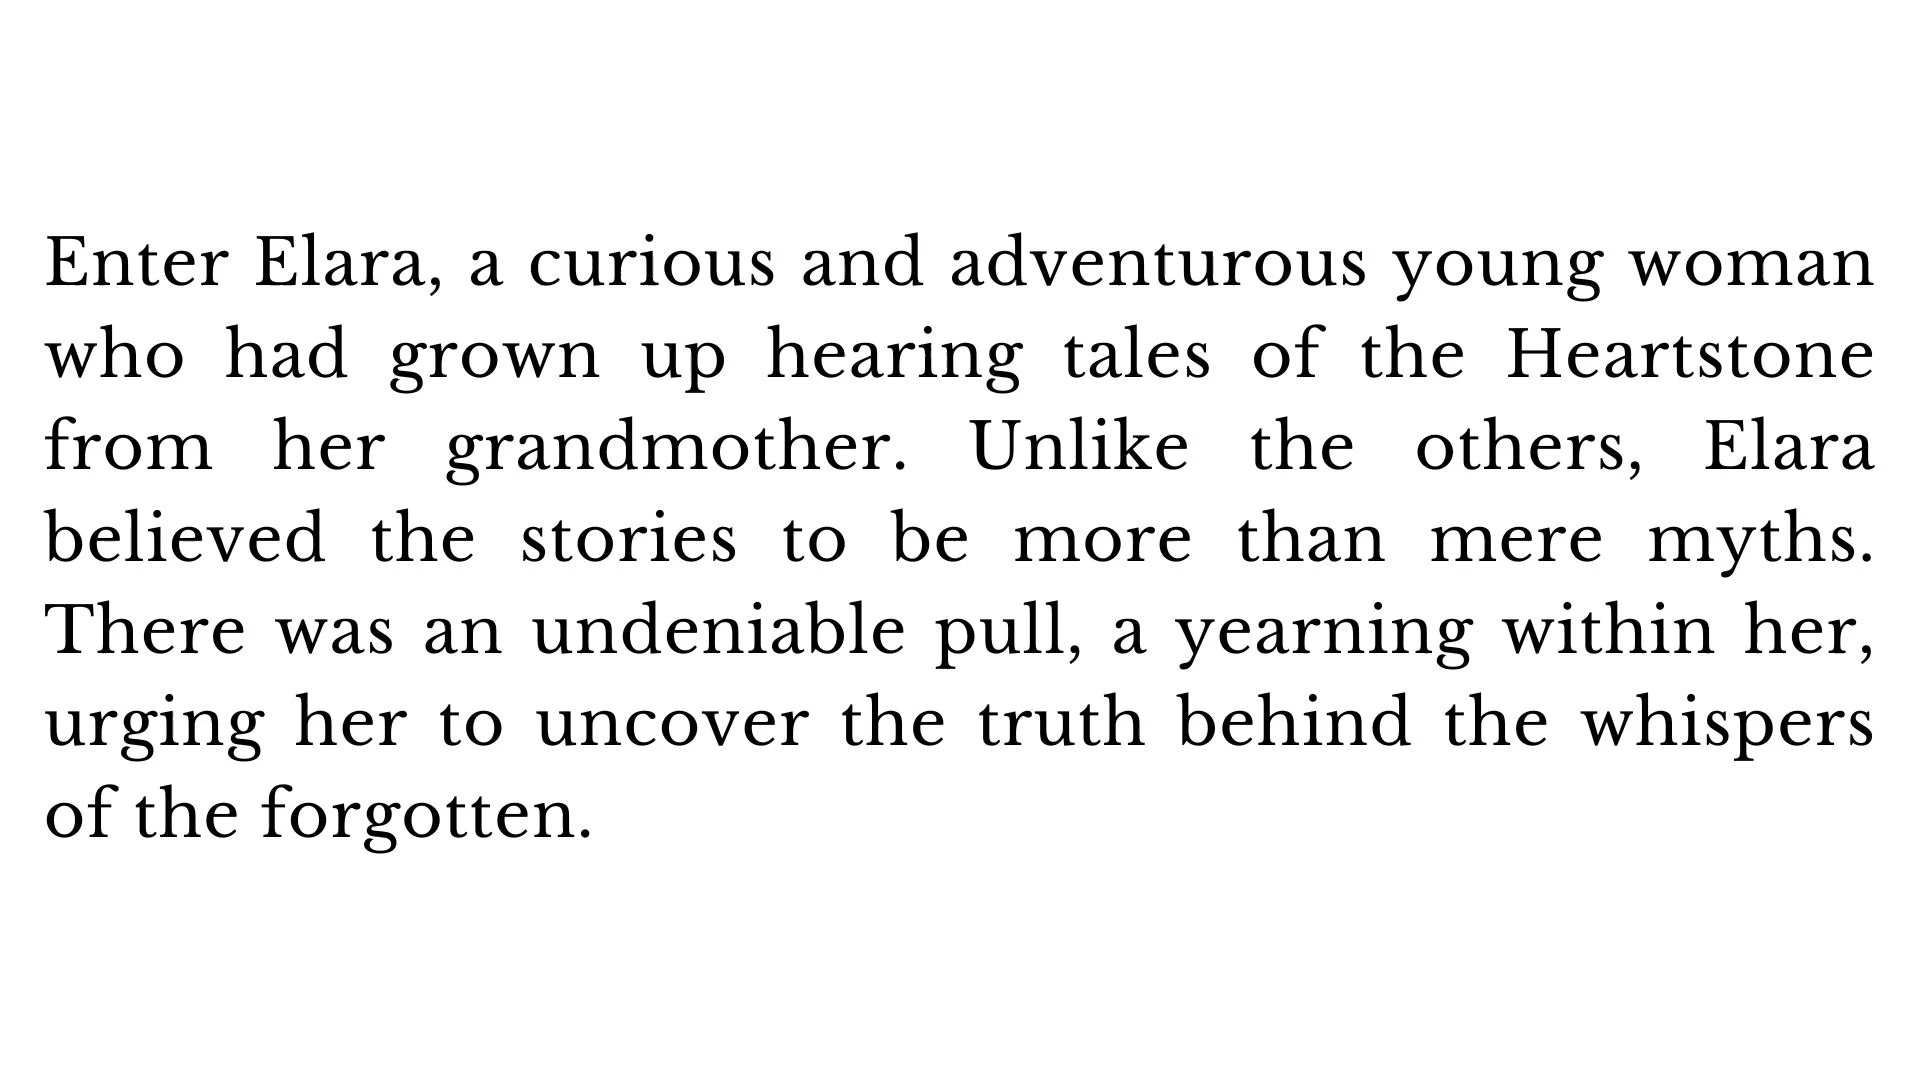 Enter Elara, a curious and adventurous young woman
who had grown up hearing tales of the Heartstone
from her grandmother. Unlike the others, Elara
believed the stories to be more than mere myths.
There was an undeniable pull, a yearning within her,
urging her to uncover the truth behind the whispers
of the forgotten.